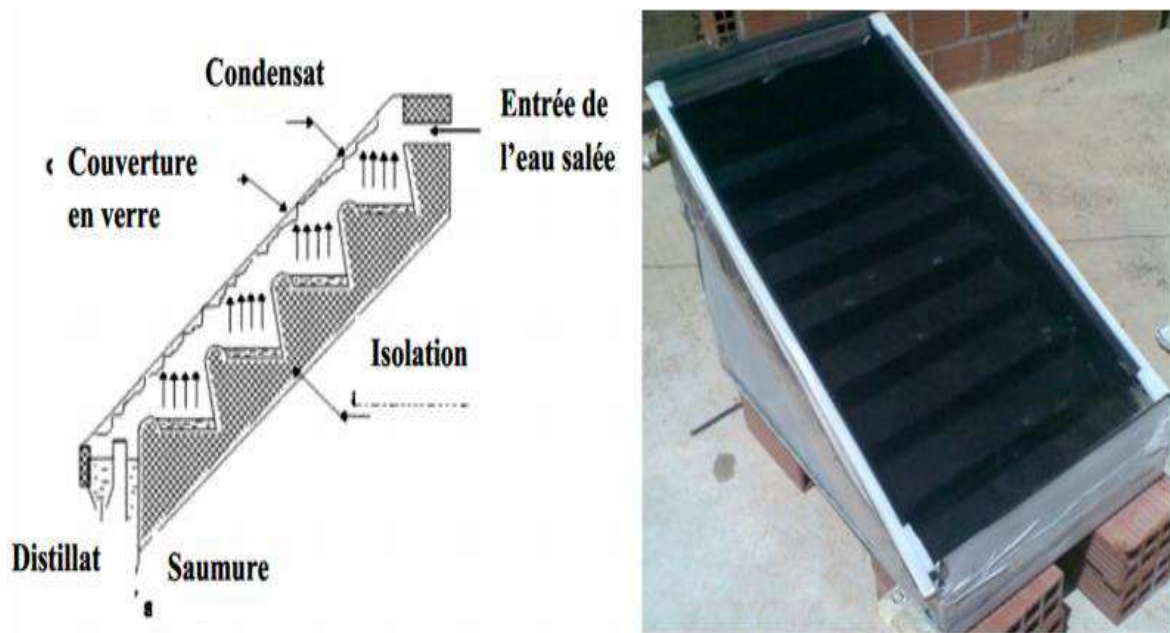 Condensat
Entrée de
l'eau salée
c Couverture
en verre
Isolation
Distillat
Saumure